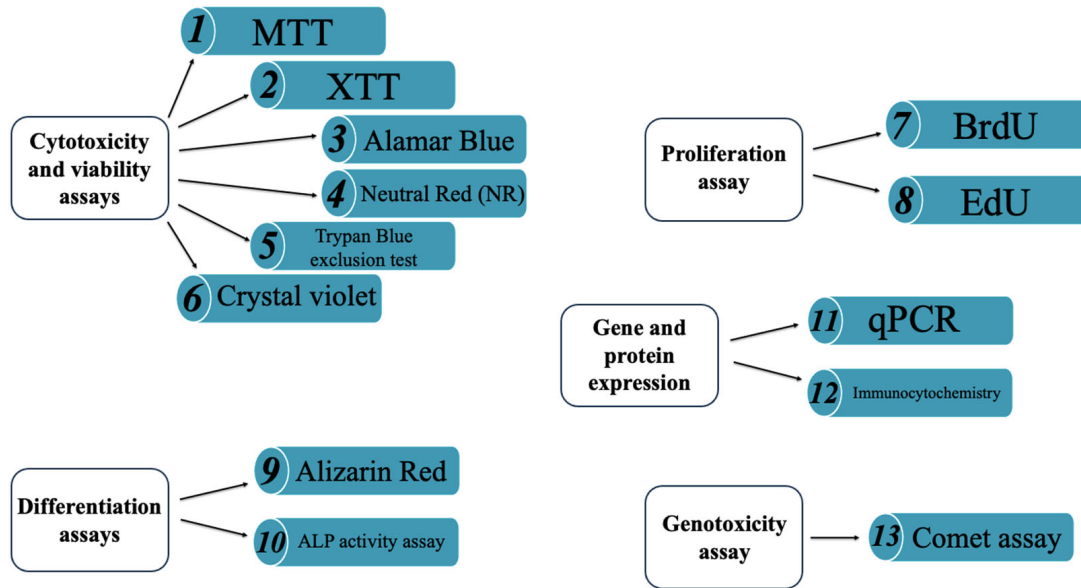 Cytotoxicity
and viability
assays
1 MTT
2 XTT
3 Alamar Blue
4 Neutral Red (NR)
5 Trypan Blue
exclusion test
6 Crystal violet
Proliferation
assay
7 BrdU
8 EdU
Gene and
protein
expression
11 qPCR
12 Immunocytochemistry
Differentiation
assays
9 Alizarin Red
10 ALP activity assay
Genotoxicity
assay
13 Comet assay